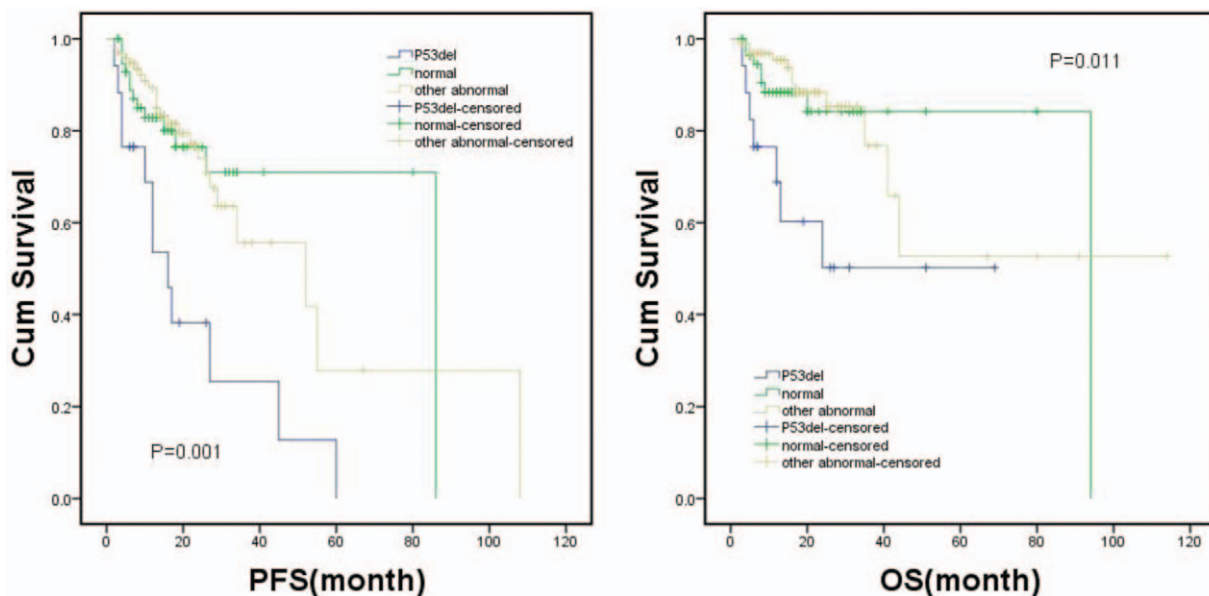 1.0
0.8
0.6
0.4
0.2
0.0
Cum Survival
P53del
normal
other abnormal
P53del-censored
normal-censored
other abnormal-censored
P=0.001
0 20 40 60 80 100 120
PFS(month)
1.0
0.8
0.6
0.4
0.2
0.0
Cum Survival
P=0.011
P53del
normal
other abnormal
P53del-censored
normal-censored
other abnormal-censored
0 20 40 60 80 100 120
OS(month)